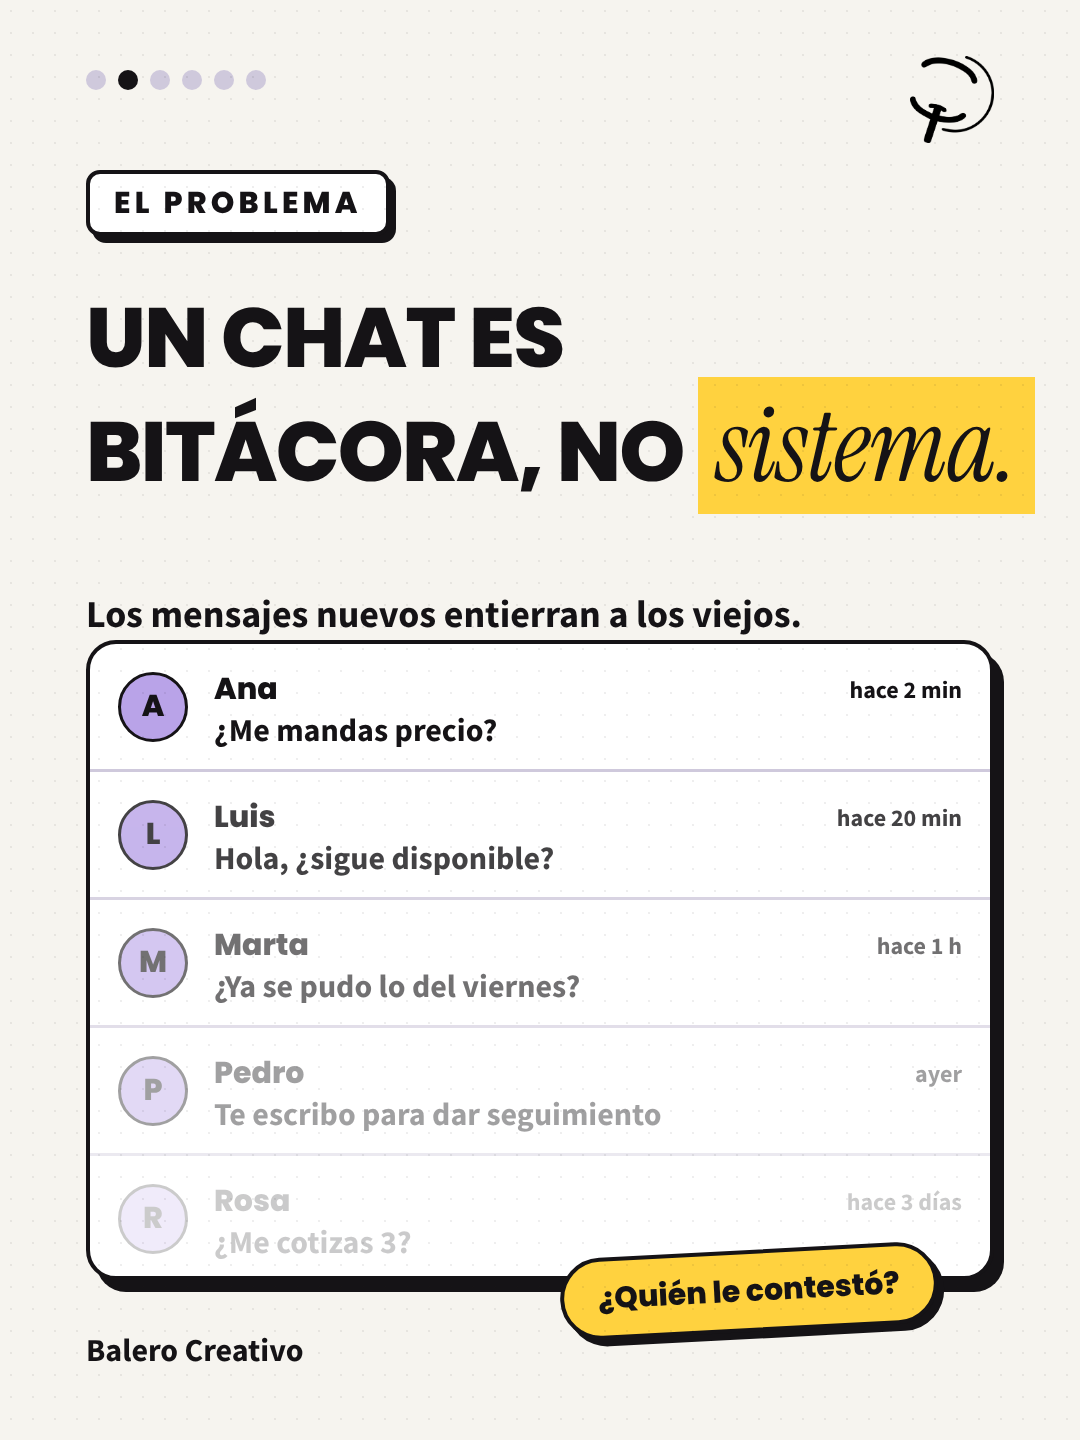 EL PROBLEMA
UN CHAT ES
BITÁCORA, NO sistema.
Los mensajes nuevos entierran a los viejos.
A
Ana
hace 2 min
¿Me mandas precio?
L
Luis
hace 20 min
Hola, ¿sigue disponible?
M
Marta
hace 1 h
¿Ya se pudo lo del viernes?
P
Pedro
ayer
Te escribo para dar seguimiento
R
Rosa
hace 3 días
¿Me cotizas 3?
¿Quién le contestó?
Balero Creativo